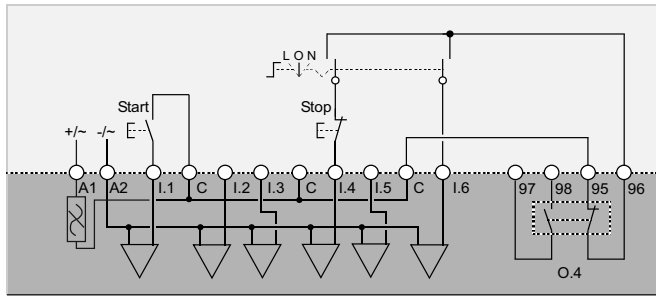 L O N
Start
Stop
+/~ -/~
A1 A2 I.1 C I.2 I.3 C I.4 I.5 C I.6 97 98 95 96
O.4